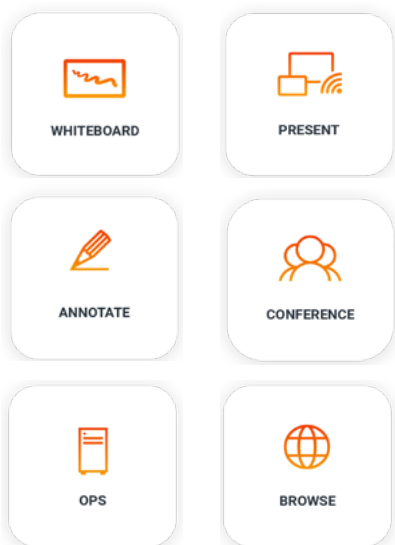 WHITEBOARD
PRESENT
ANNOTATE
CONFERENCE
OPS
BROWSE